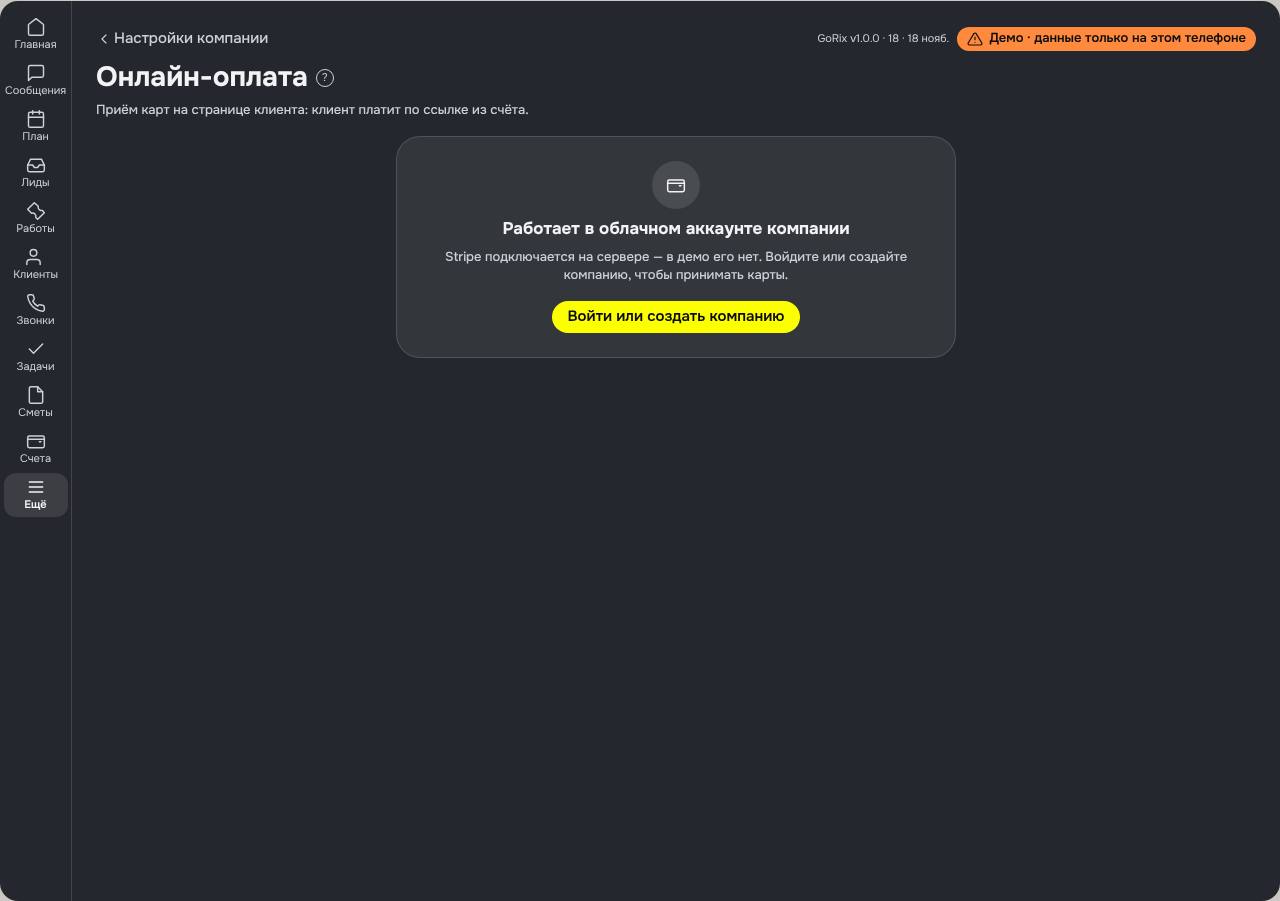 Главная
Сообщения
План
Лиды
Работы
Клиенты
Звонки
Задачи
Сметы
Счета
Ещё
Настройки компании
GoRix v1.0.0 · 18 · 18 нояб.
Демо · данные только на этом телефоне
Онлайн-оплата ?
Приём карт на странице клиента: клиент платит по ссылке из счёта.
Работает в облачном аккаунте компании
Stripe подключается на сервере — в демо его нет. Войдите или создайте
компанию, чтобы принимать карты.
Войти или создать компанию